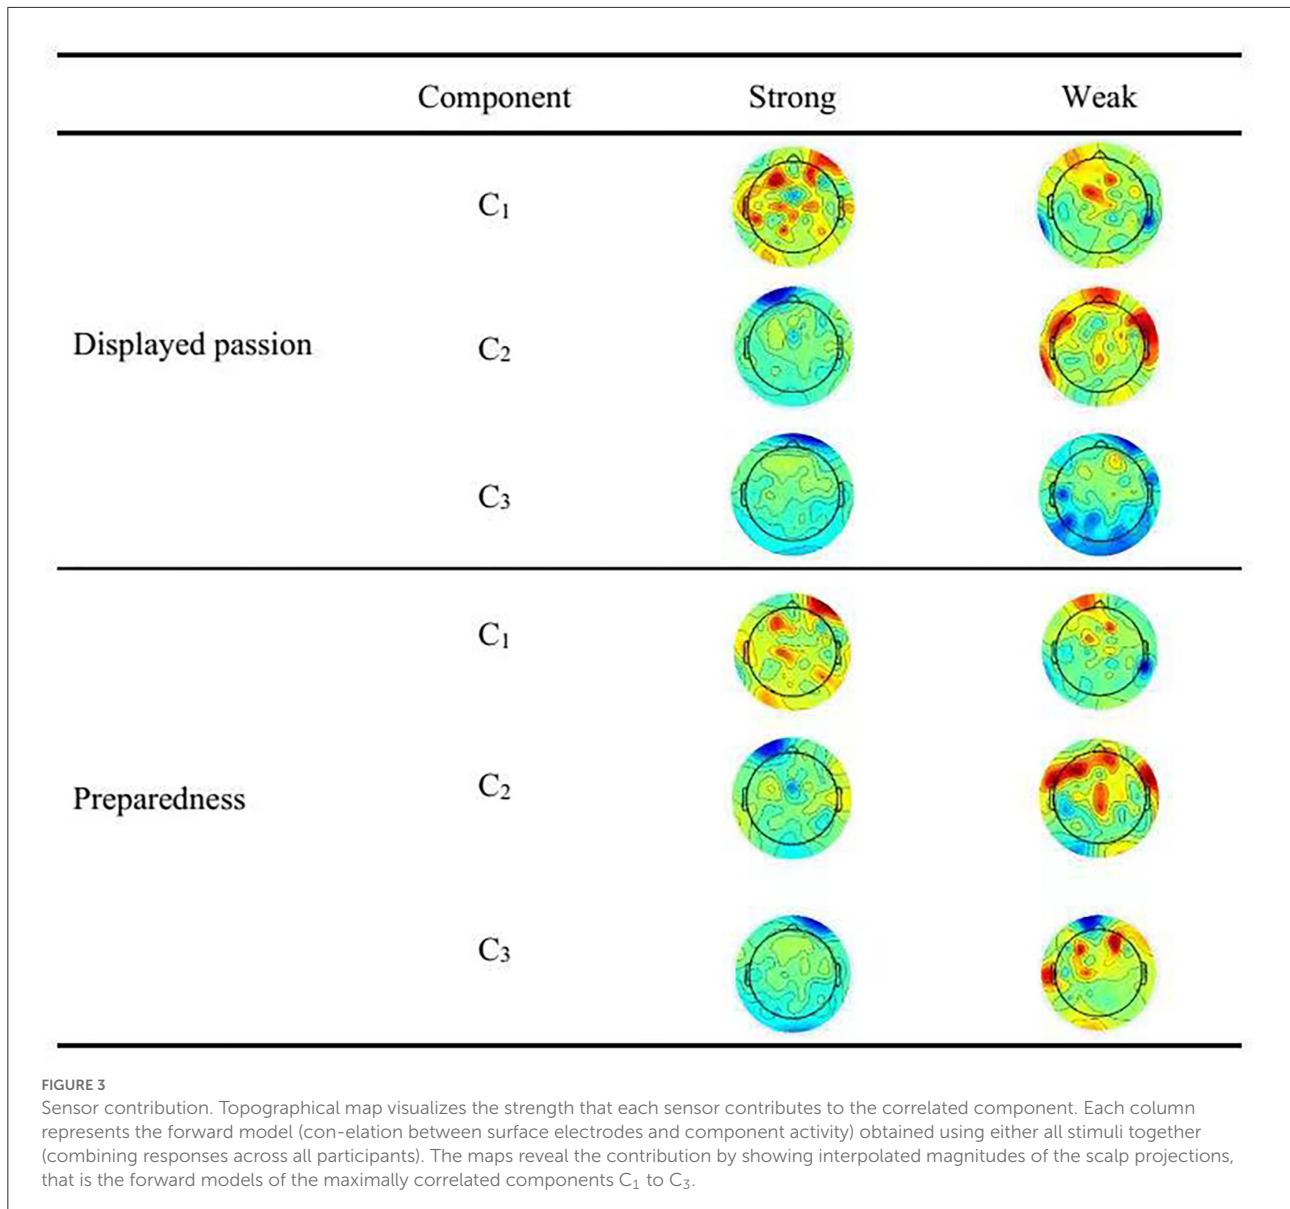 Component Strong Weak
C₁
Displayed passion C₂
C₃
C₁
Preparedness C₂
C₃
FIGURE 3
Sensor contribution. Topographical map visualizes the strength that each sensor contributes to the correlated component. Each column
represents the forward model (con-elation between surface electrodes and component activity) obtained using either all stimuli together
(combining responses across all participants). The maps reveal the contribution by showing interpolated magnitudes of the scalp projections,
that is the forward models of the maximally correlated components C₁ to C₃.